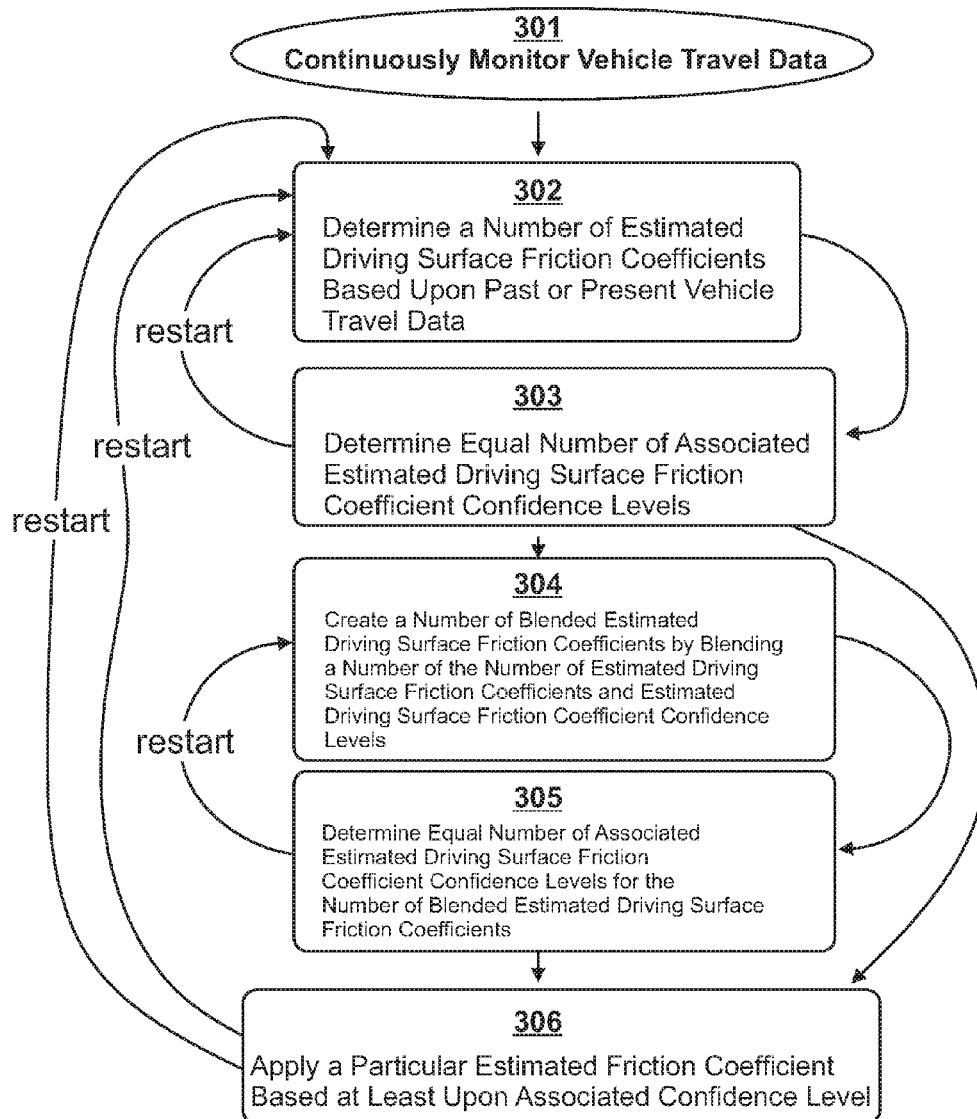 301
Continuously Monitor Vehicle Travel Data
302
Determine a Number of Estimated
Driving Surface Friction Coefficients
Based Upon Past or Present Vehicle
Travel Data
restart
303
Determine Equal Number of Associated
Estimated Driving Surface Friction
Coefficient Confidence Levels
restart
restart
304
Create a Number of Blended Estimated
Driving Surface Friction Coefficients by Blending
a Number of the Number of Estimated Driving
Surface Friction Coefficients and Estimated
Driving Surface Friction Coefficient Confidence
Levels
restart
305
Determine Equal Number of Associated
Estimated Driving Surface Friction
Coefficient Confidence Levels for the
Number of Blended Estimated Driving Surface
Friction Coefficients
306
Apply a Particular Estimated Friction Coefficient
Based at Least Upon Associated Confidence Level